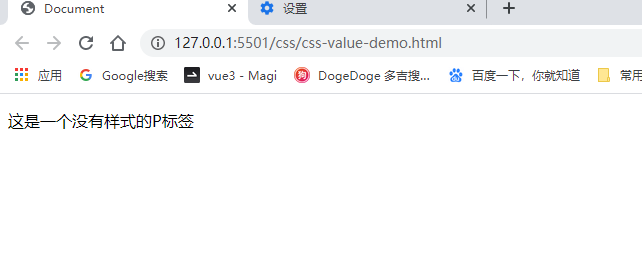 Document
设置
127.0.0.1:5501/css/css-value-demo.html
应用
Google搜索
vue3 - Magi
狗
DogeDoge 多吉搜...
百度一下，你就知道
常用
这是一个没有样式的P标签